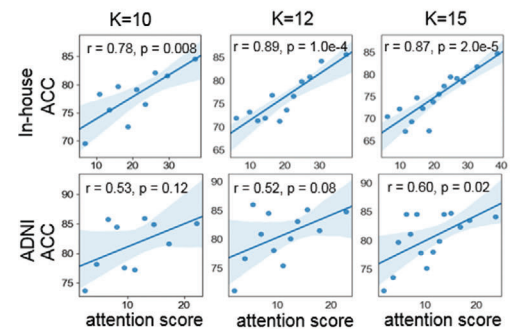 K=10 K=12 K=15
In-house
ACC
r = 0.78, p = 0.008 r = 0.89, p = 1.0e-4 r = 0.87, p = 2.0e-5
85 80 75 70
85 80 75 70 65
85 80 75 70 65
10 20 30 10 20 30 10 20 30 40
ADNI
ACC
r = 0.53, p = 0.12 r = 0.52, p = 0.08 r = 0.60, p = 0.02
90 85 80 75
90 85 80 75
90 85 80 75
10 20 10 20 10 20
attention score attention score attention score